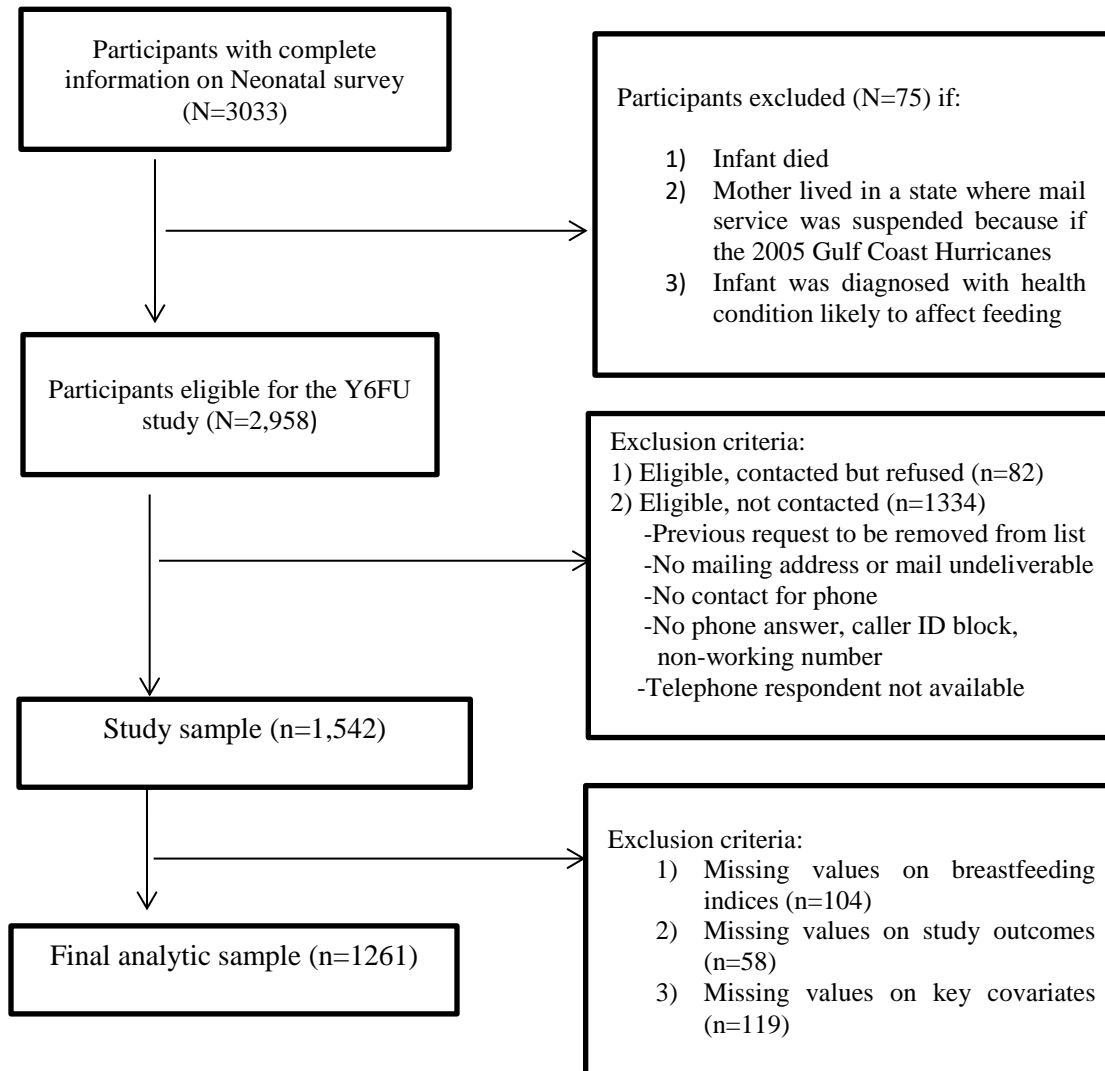 Participants with complete
information on Neonatal survey
(N=3033)
Participants excluded (N=75) if:
1) Infant died
2) Mother lived in a state where mail
service was suspended because if
the 2005 Gulf Coast Hurricanes
3) Infant was diagnosed with health
condition likely to affect feeding
Participants eligible for the Y6FU
study (N=2,958)
Exclusion criteria:
1) Eligible, contacted but refused (n=82)
2) Eligible, not contacted (n=1334)
-Previous request to be removed from list
-No mailing address or mail undeliverable
-No contact for phone
-No phone answer, caller ID block,
non-working number
-Telephone respondent not available
Study sample (n=1,542)
Exclusion criteria:
1) Missing values on breastfeeding
indices (n=104)
2) Missing values on study outcomes
(n=58)
3) Missing values on key covariates
(n=119)
Final analytic sample (n=1261)